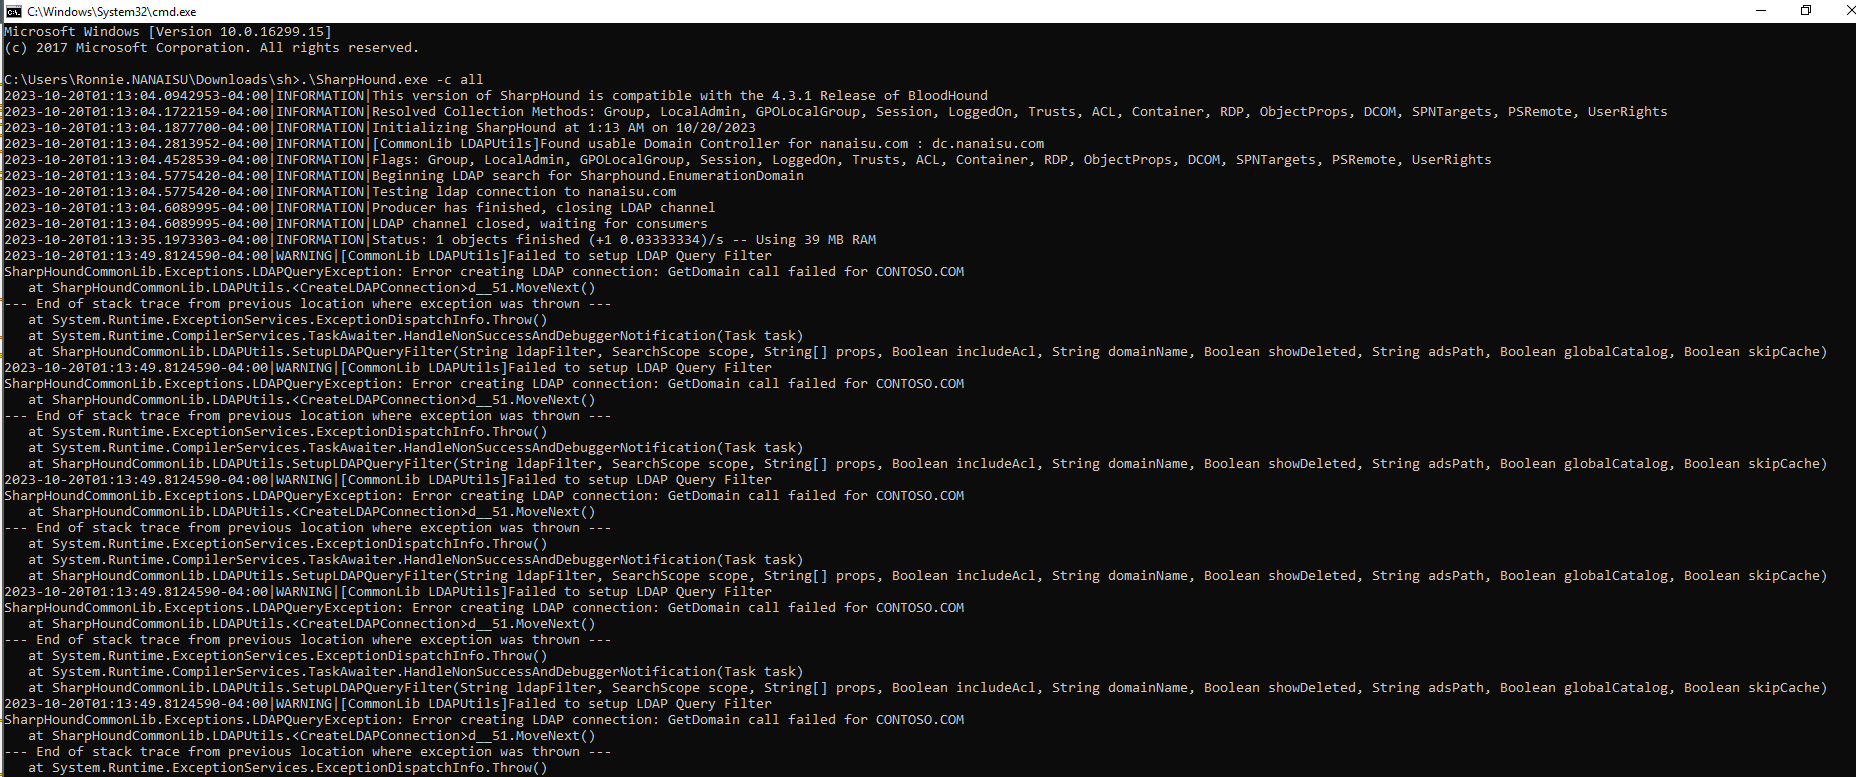 C:\Windows\System32\cmd.exe
Microsoft Windows [Version 10.0.16299.15]
(c) 2017 Microsoft Corporation. All rights reserved.
C:\Users\Ronnie.NANAISU\Downloads\sh>.\SharpHound.exe -c all
2023-10-20T01:13:04.0942953-04:00|INFORMATION|This version of SharpHound is compatible with the 4.3.1 Release of BloodHound
2023-10-20T01:13:04.1722159-04:00|INFORMATION|Resolved Collection Methods: Group, LocalAdmin, GPOLocalGroup, Session, LoggedOn, Trusts, ACL, Container, RDP, ObjectProps, DCOM, SPNTargets, PSRemote, UserRights
2023-10-20T01:13:04.1877700-04:00|INFORMATION|Initializing SharpHound at 1:13 AM on 10/20/2023
2023-10-20T01:13:04.2813952-04:00|INFORMATION|[CommonLib LDAPUtils]Found usable Domain Controller for nanaisu.com : dc.nanaisu.com
2023-10-20T01:13:04.4528539-04:00|INFORMATION|Flags: Group, LocalAdmin, GPOLocalGroup, Session, LoggedOn, Trusts, ACL, Container, RDP, ObjectProps, DCOM, SPNTargets, PSRemote, UserRights
2023-10-20T01:13:04.5775420-04:00|INFORMATION|Beginning LDAP search for Sharphound.EnumerationDomain
2023-10-20T01:13:04.5775420-04:00|INFORMATION|Testing ldap connection to nanaisu.com
2023-10-20T01:13:04.6089995-04:00|INFORMATION|Producer has finished, closing LDAP channel
2023-10-20T01:13:04.6089995-04:00|INFORMATION|LDAP channel closed, waiting for consumers
2023-10-20T01:13:35.1973303-04:00|INFORMATION|Status: 1 objects finished (+1 0.03333334)/s -- Using 39 MB RAM
2023-10-20T01:13:49.8124590-04:00|WARNING|[CommonLib LDAPUtils]Failed to setup LDAP Query Filter
SharpHoundCommonLib.Exceptions.LDAPQueryException: Error creating LDAP connection: GetDomain call failed for CONTOSO.COM
   at SharpHoundCommonLib.LDAPUtils.<CreateLDAPConnection>d__51.MoveNext()
--- End of stack trace from previous location where exception was thrown ---
   at System.Runtime.ExceptionServices.ExceptionDispatchInfo.Throw()
   at System.Runtime.CompilerServices.TaskAwaiter.HandleNonSuccessAndDebuggerNotification(Task task)
   at SharpHoundCommonLib.LDAPUtils.SetupLDAPQueryFilter(String ldapFilter, SearchScope scope, String[] props, Boolean includeAcl, String domainName, Boolean showDeleted, String adsPath, Boolean globalCatalog, Boolean skipCache)
2023-10-20T01:13:49.8124590-04:00|WARNING|[CommonLib LDAPUtils]Failed to setup LDAP Query Filter
SharpHoundCommonLib.Exceptions.LDAPQueryException: Error creating LDAP connection: GetDomain call failed for CONTOSO.COM
   at SharpHoundCommonLib.LDAPUtils.<CreateLDAPConnection>d__51.MoveNext()
--- End of stack trace from previous location where exception was thrown ---
   at System.Runtime.ExceptionServices.ExceptionDispatchInfo.Throw()
   at System.Runtime.CompilerServices.TaskAwaiter.HandleNonSuccessAndDebuggerNotification(Task task)
   at SharpHoundCommonLib.LDAPUtils.SetupLDAPQueryFilter(String ldapFilter, SearchScope scope, String[] props, Boolean includeAcl, String domainName, Boolean showDeleted, String adsPath, Boolean globalCatalog, Boolean skipCache)
2023-10-20T01:13:49.8124590-04:00|WARNING|[CommonLib LDAPUtils]Failed to setup LDAP Query Filter
SharpHoundCommonLib.Exceptions.LDAPQueryException: Error creating LDAP connection: GetDomain call failed for CONTOSO.COM
   at SharpHoundCommonLib.LDAPUtils.<CreateLDAPConnection>d__51.MoveNext()
--- End of stack trace from previous location where exception was thrown ---
   at System.Runtime.ExceptionServices.ExceptionDispatchInfo.Throw()
   at System.Runtime.CompilerServices.TaskAwaiter.HandleNonSuccessAndDebuggerNotification(Task task)
   at SharpHoundCommonLib.LDAPUtils.SetupLDAPQueryFilter(String ldapFilter, SearchScope scope, String[] props, Boolean includeAcl, String domainName, Boolean showDeleted, String adsPath, Boolean globalCatalog, Boolean skipCache)
2023-10-20T01:13:49.8124590-04:00|WARNING|[CommonLib LDAPUtils]Failed to setup LDAP Query Filter
SharpHoundCommonLib.Exceptions.LDAPQueryException: Error creating LDAP connection: GetDomain call failed for CONTOSO.COM
   at SharpHoundCommonLib.LDAPUtils.<CreateLDAPConnection>d__51.MoveNext()
--- End of stack trace from previous location where exception was thrown ---
   at System.Runtime.ExceptionServices.ExceptionDispatchInfo.Throw()
   at System.Runtime.CompilerServices.TaskAwaiter.HandleNonSuccessAndDebuggerNotification(Task task)
   at SharpHoundCommonLib.LDAPUtils.SetupLDAPQueryFilter(String ldapFilter, SearchScope scope, String[] props, Boolean includeAcl, String domainName, Boolean showDeleted, String adsPath, Boolean globalCatalog, Boolean skipCache)
2023-10-20T01:13:49.8124590-04:00|WARNING|[CommonLib LDAPUtils]Failed to setup LDAP Query Filter
SharpHoundCommonLib.Exceptions.LDAPQueryException: Error creating LDAP connection: GetDomain call failed for CONTOSO.COM
   at SharpHoundCommonLib.LDAPUtils.<CreateLDAPConnection>d__51.MoveNext()
--- End of stack trace from previous location where exception was thrown ---
   at System.Runtime.ExceptionServices.ExceptionDispatchInfo.Throw()